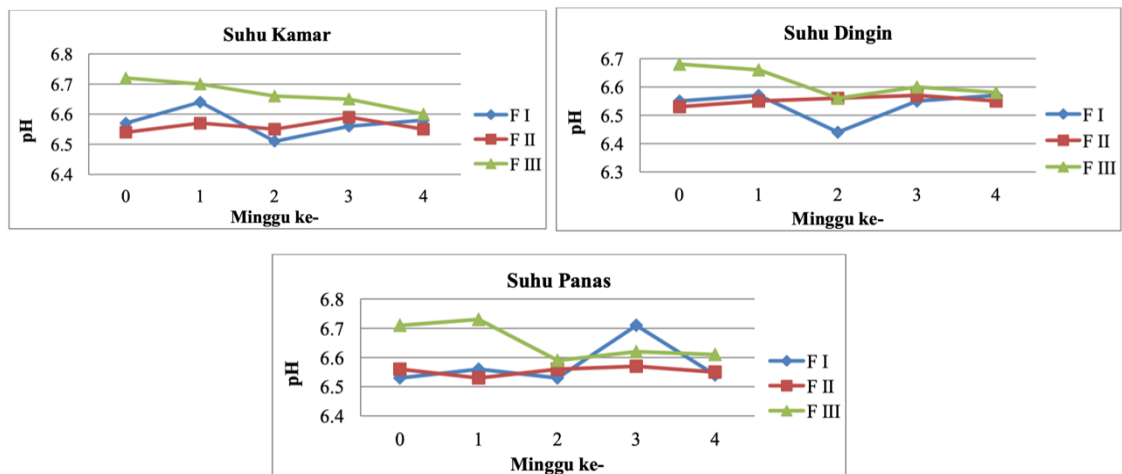 Suhu Kamar
6.8
6.7
6.6
6.5
6.4
pH
0 1 2 3 4
Minggu ke-
F I
F II
F III
Suhu Dingin
6.7
6.6
6.5
6.4
6.3
pH
0 1 2 3 4
Minggu ke-
F I
F II
F III
Suhu Panas
6.8
6.7
6.6
6.5
6.4
pH
0 1 2 3 4
Minggu ke-
F I
F II
F III